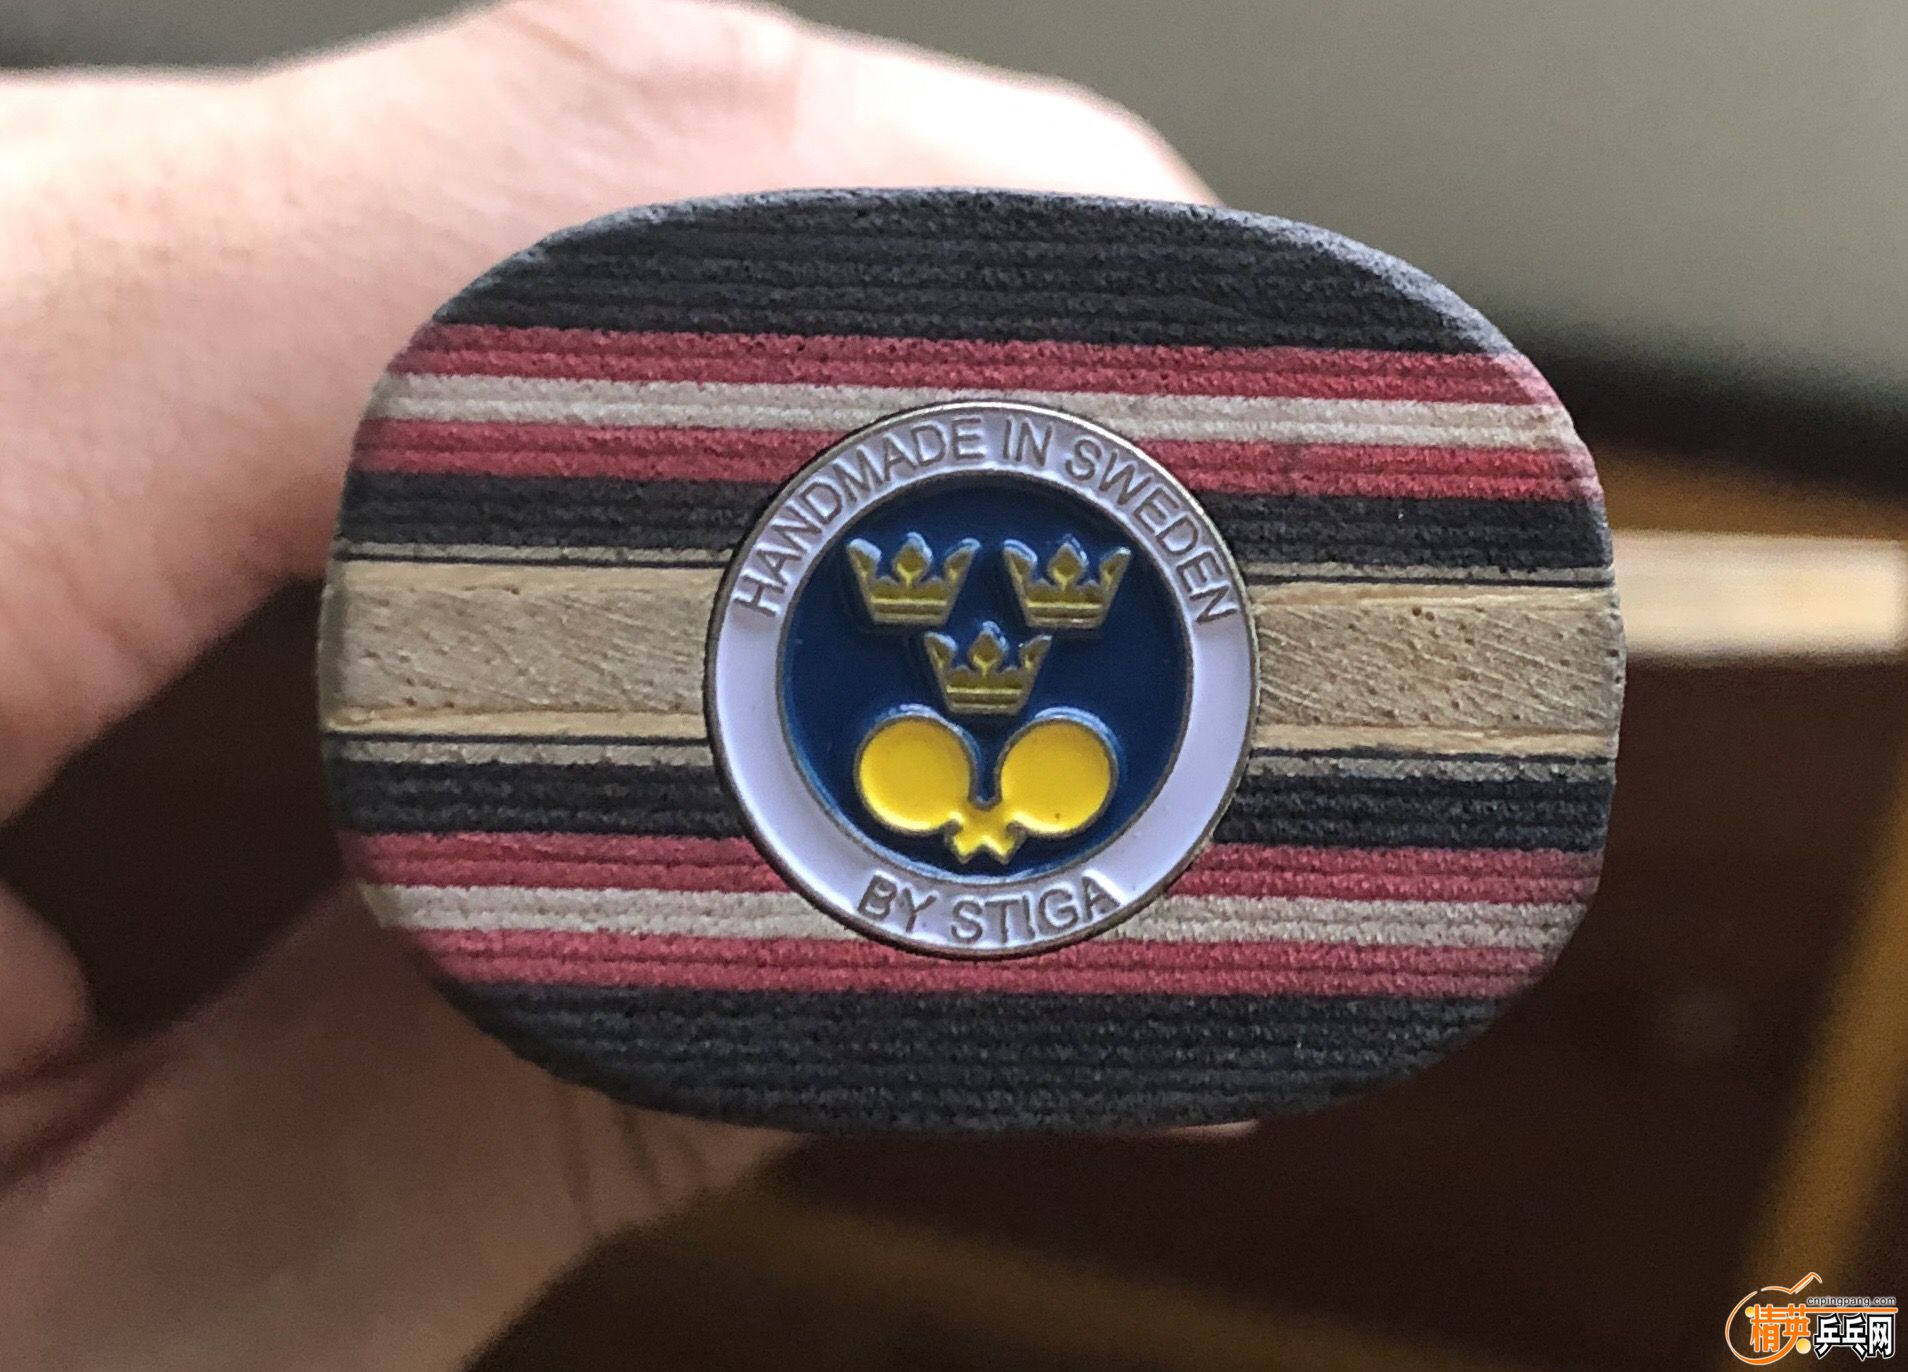 HANDMADE IN SWEDEN
BY STIGA
cnpingpang.com
精英乒乓网